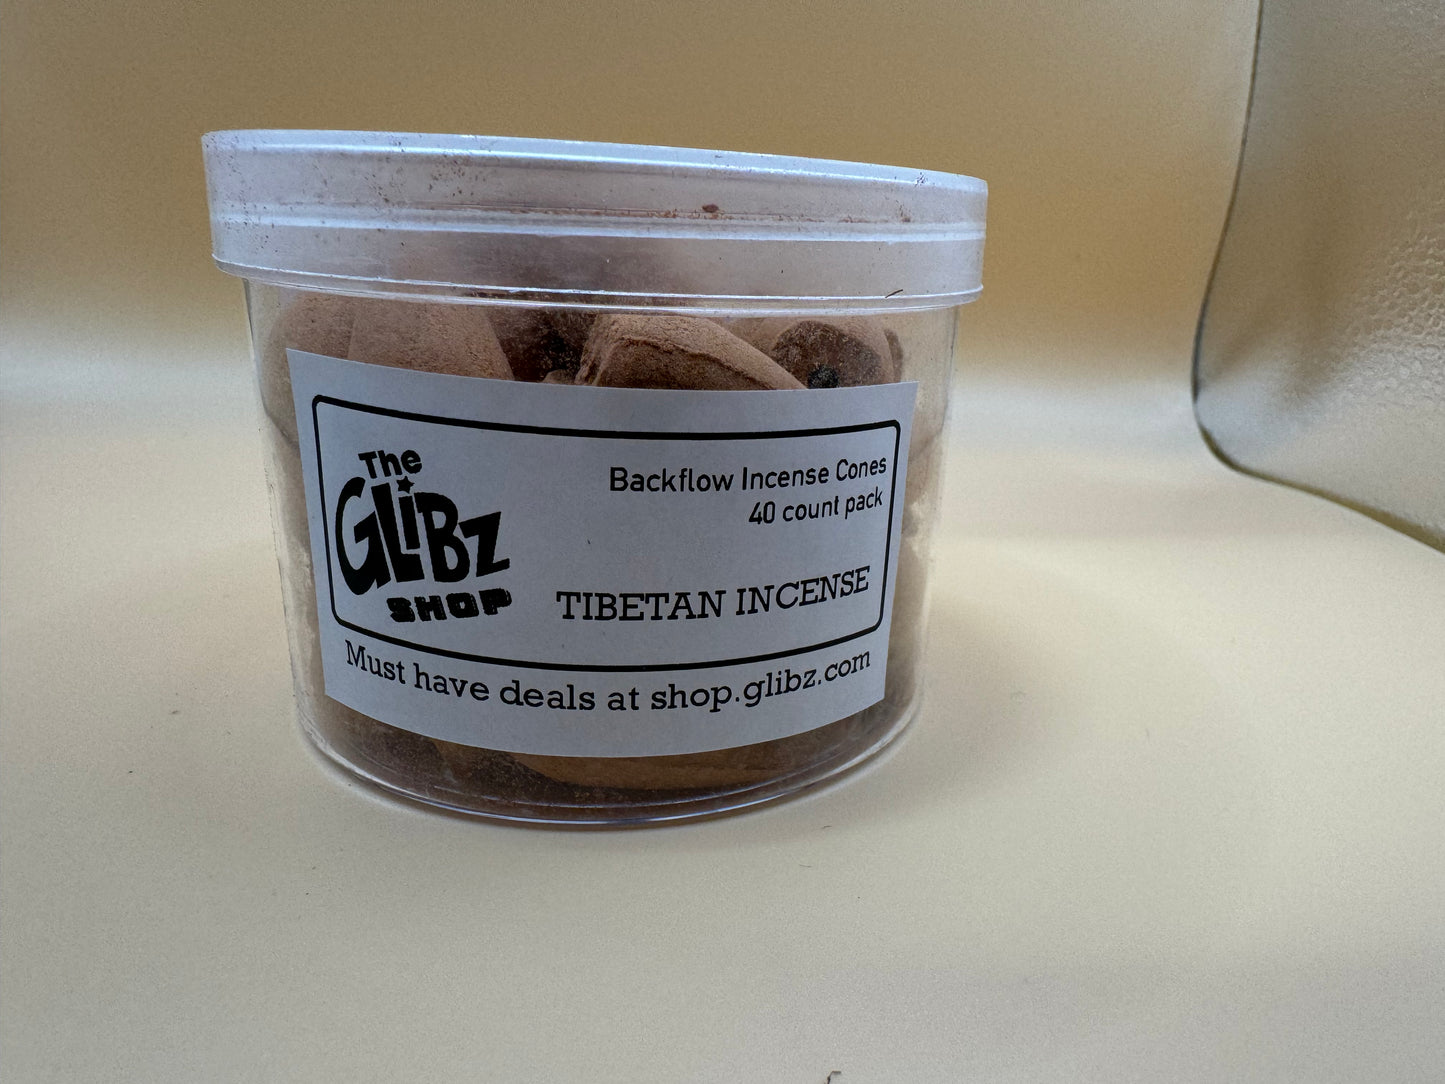 The
GLiBZ
SHOP
Backflow Incense Cones
40 count pack
TIBETAN INCENSE
Must have deals at shop.glibz.com